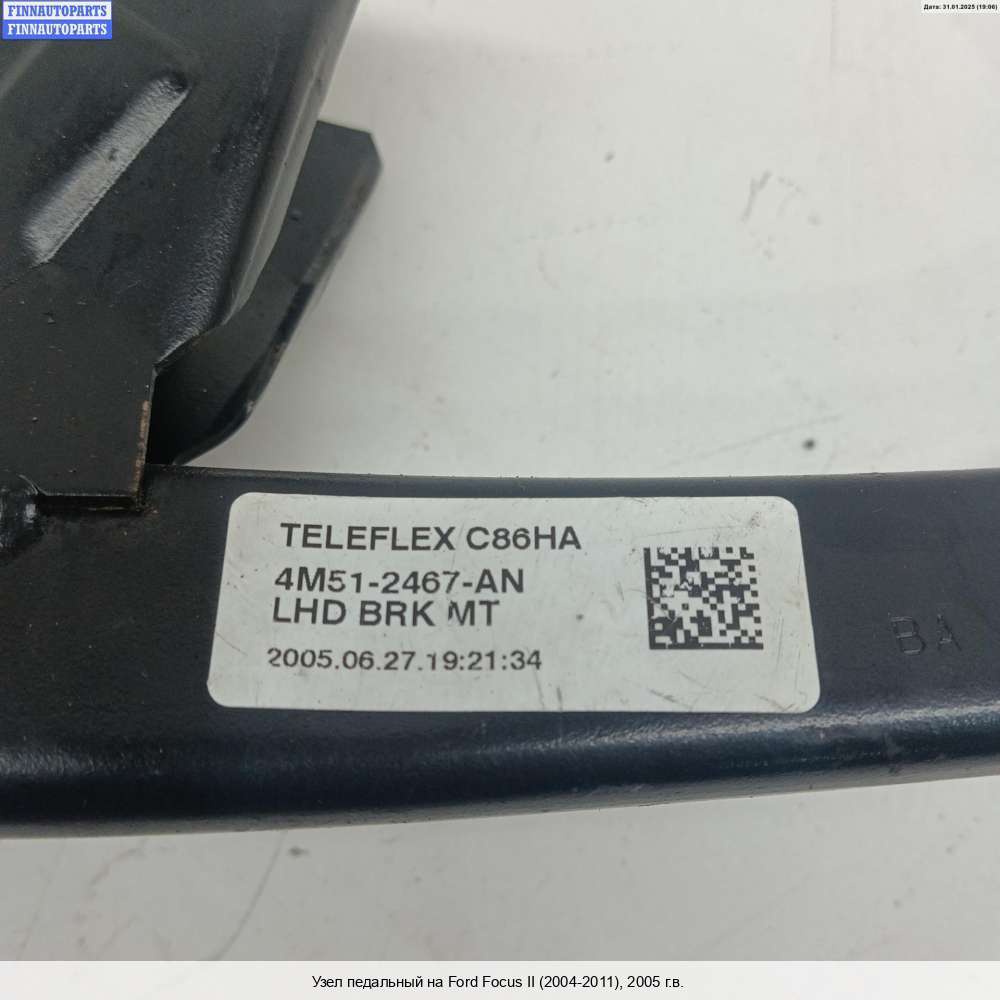 FINNAUTOPARTS
FINNAUTOPARTS
Дата: 31.01.2025 (19:06)
TELEFLEX C86HA
4M51-2467-AN
LHD BRK MT
2005.06.27.19:21:34
BA
Узел педальный на Ford Focus II (2004-2011), 2005 г.в.